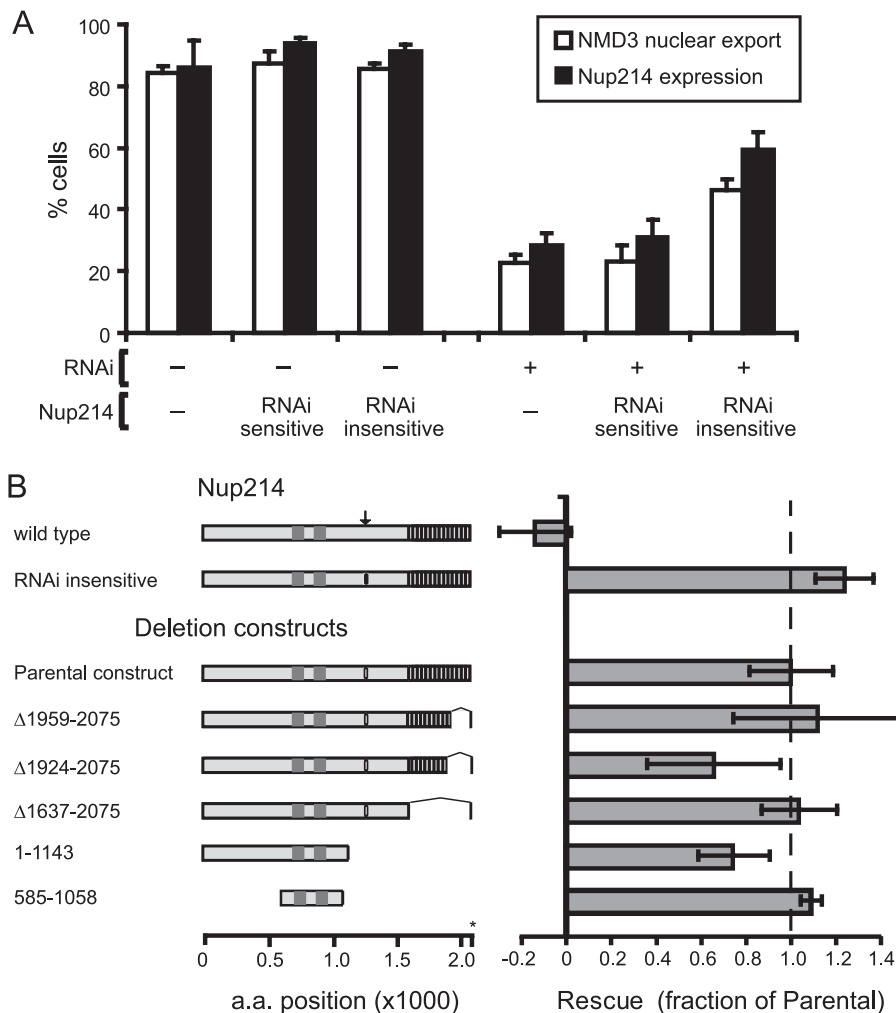 A
100
80
60
40
20
0
% cells
NMD3 nuclear export
Nup214 expression
RNAi – – – + + +
Nup214 – RNAi sensitive RNAi insensitive – RNAi sensitive RNAi insensitive
B
Nup214
wild type
RNAi insensitive
Deletion constructs
Parental construct
Δ1959-2075
Δ1924-2075
Δ1637-2075
1-1143
585-1058
*
0 0.5 1.0 1.5 2.0
a.a. position (x1000)
-0.2 0 0.2 0.4 0.6 0.8 1.0 1.2 1.4
Rescue (fraction of Parental)